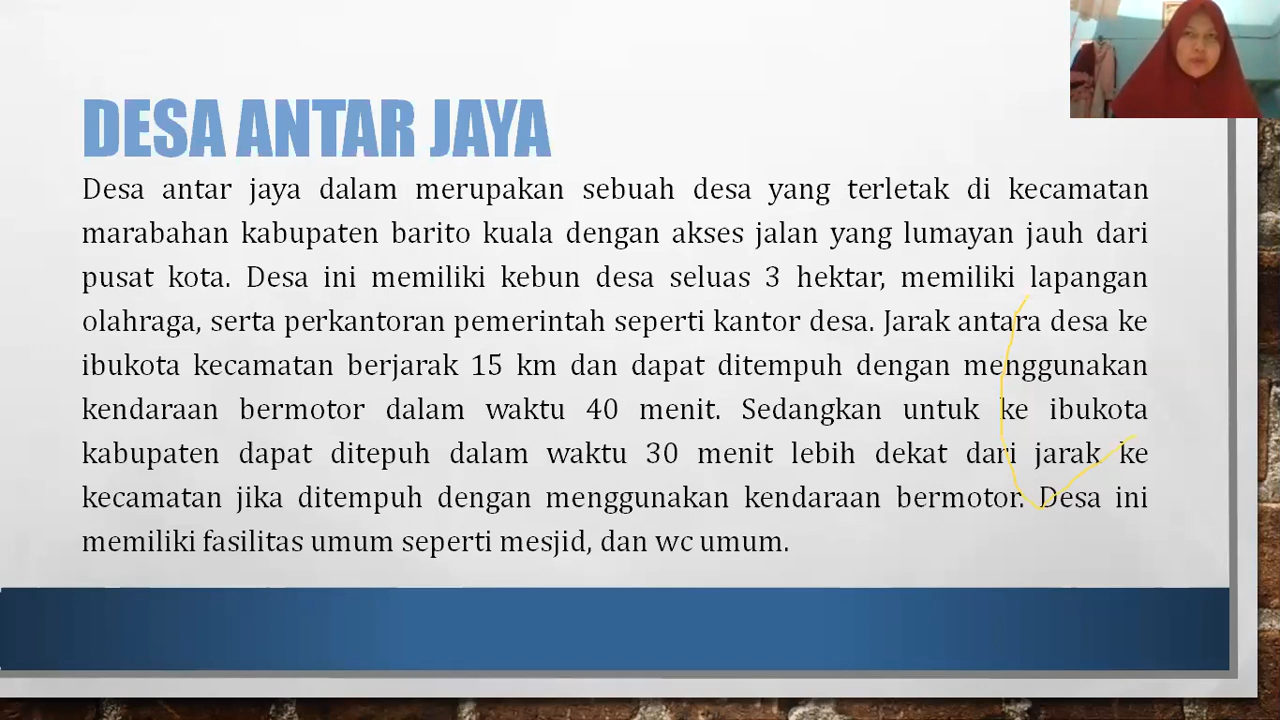 DESA ANTAR JAYA
Desa antar jaya dalam merupakan sebuah desa yang terletak di kecamatan
marabahan kabupaten barito kuala dengan akses jalan yang lumayan jauh dari
pusat kota. Desa ini memiliki kebun desa seluas 3 hektar, memiliki lapangan
olahraga, serta perkantoran pemerintah seperti kantor desa. Jarak antara desa ke
ibukota kecamatan berjarak 15 km dan dapat ditempuh dengan menggunakan
kendaraan bermotor dalam waktu 40 menit. Sedangkan untuk ke ibukota
kabupaten dapat ditepuh dalam waktu 30 menit lebih dekat dari jarak ke
kecamatan jika ditempuh dengan menggunakan kendaraan bermotor. Desa ini
memiliki fasilitas umum seperti mesjid, dan wc umum.